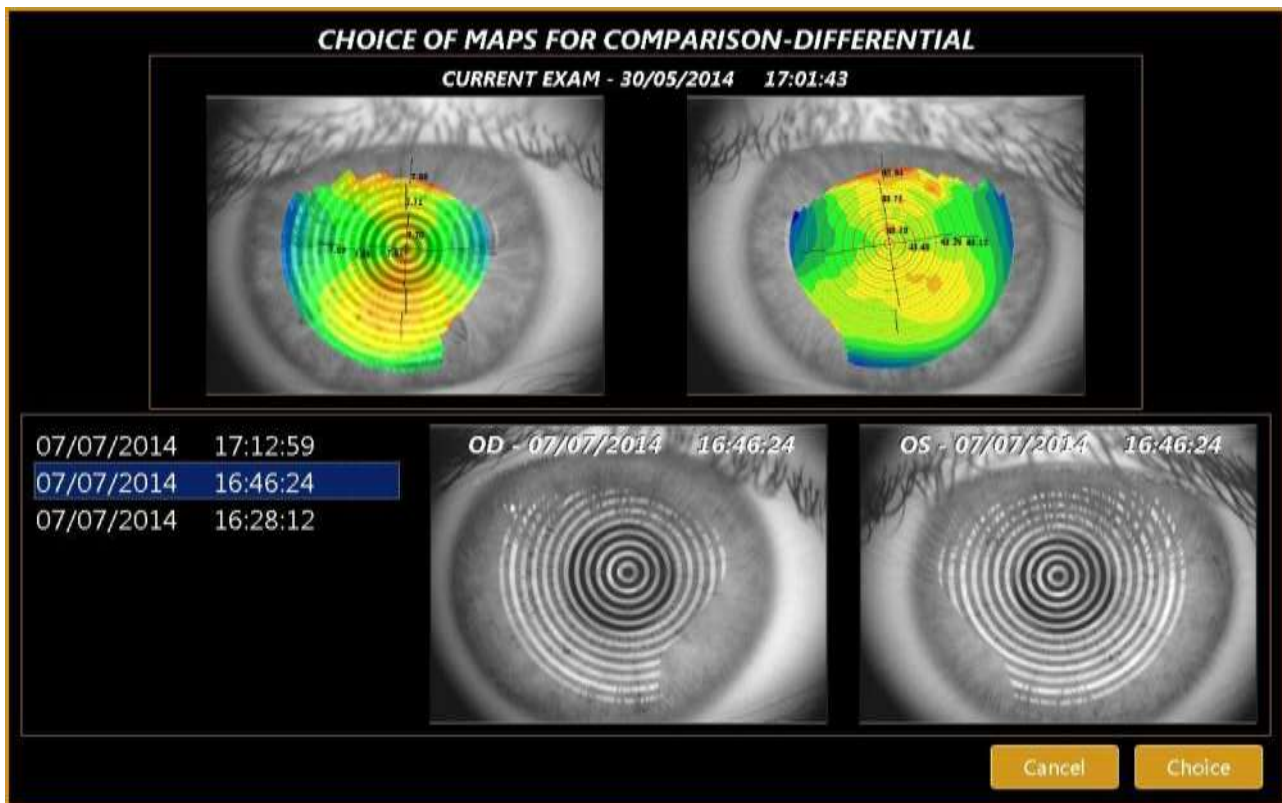 CHOICE OF MAPS FOR COMPARISON-DIFFERENTIAL
CURRENT EXAM - 30/05/2014 17:01:43
07/07/2014 17:12:59
07/07/2014 16:46:24
07/07/2014 16:28:12
OD - 07/07/2014 16:46:24
OS - 07/07/2014 16:46:24
Cancel
Choice